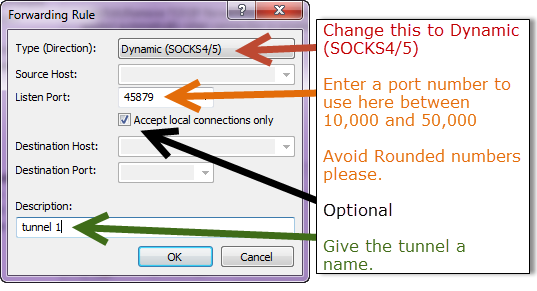 Forwarding Rule
Type (Direction):
Dynamic (SOCKS4/5)
Source Host:
Listen Port:
45879
Accept local connections only
Destination Host:
Destination Port:
Description:
tunnel 1
OK
Cancel
Change this to Dynamic
(SOCKS4/5)
Enter a port number to
use here between
10,000 and 50,000
Avoid Rounded numbers
please.
Optional
Give the tunnel a
name.